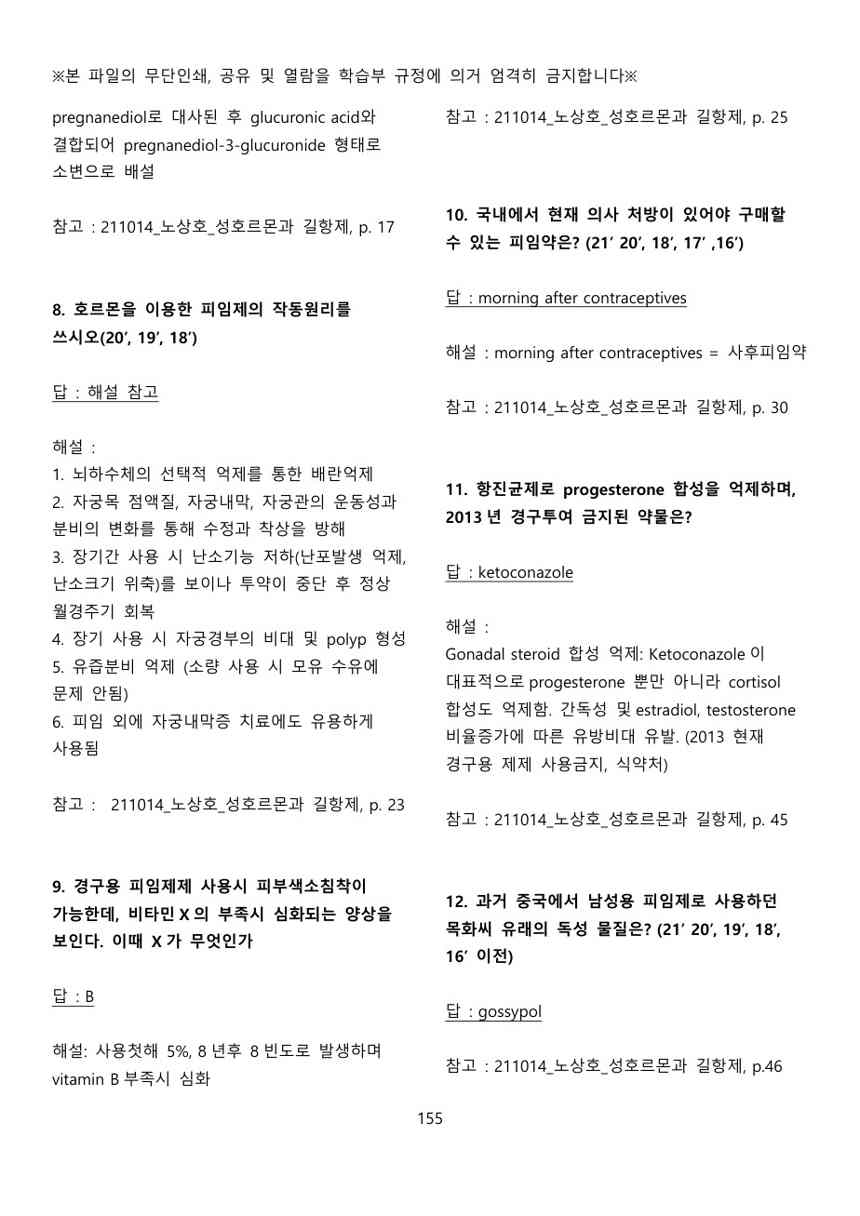 ※본 파일의 무단인쇄, 공유 및 열람을 학습부 규정에 의거 엄격히 금지합니다※
pregnanediol로 대사된 후 glucuronic acid와
결합되어 pregnanediol-3-glucuronide 형태로
소변으로 배설
참고 : 211014_노상호_성호르몬과 길항제, p. 17
8. 호르몬을 이용한 피임제의 작동원리를
쓰시오(20’, 19’, 18’)
답 : 해설 참고
해설 :
1. 뇌하수체의 선택적 억제를 통한 배란억제
2. 자궁목 점액질, 자궁내막, 자궁관의 운동성과
분비의 변화를 통해 수정과 착상을 방해
3. 장기간 사용 시 난소기능 저하(난포발생 억제,
난소크기 위축)를 보이나 투약이 중단 후 정상
월경주기 회복
4. 장기 사용 시 자궁경부의 비대 및 polyp 형성
5. 유즙분비 억제 (소량 사용 시 모유 수유에
문제 안됨)
6. 피임 외에 자궁내막증 치료에도 유용하게
사용됨
참고 : 211014_노상호_성호르몬과 길항제, p. 23
9. 경구용 피임제제 사용시 피부색소침착이
가능한데, 비타민 X 의 부족시 심화되는 양상을
보인다. 이때 X 가 무엇인가
답 : B
해설: 사용첫해 5%, 8 년후 8 빈도로 발생하며
vitamin B 부족시 심화
참고 : 211014_노상호_성호르몬과 길항제, p. 25
10. 국내에서 현재 의사 처방이 있어야 구매할
수 있는 피임약은? (21’ 20’, 18’, 17’ ,16’)
답 : morning after contraceptives
해설 : morning after contraceptives = 사후피임약
참고 : 211014_노상호_성호르몬과 길항제, p. 30
11. 항진균제로 progesterone 합성을 억제하며,
2013 년 경구투여 금지된 약물은?
답 : ketoconazole
해설 :
Gonadal steroid 합성 억제: Ketoconazole 이
대표적으로 progesterone 뿐만 아니라 cortisol
합성도 억제함. 간독성 및 estradiol, testosterone
비율증가에 따른 유방비대 유발. (2013 현재
경구용 제제 사용금지, 식약처)
참고 : 211014_노상호_성호르몬과 길항제, p. 45
12. 과거 중국에서 남성용 피임제로 사용하던
목화씨 유래의 독성 물질은? (21’ 20’, 19’, 18’,
16’ 이전)
답 : gossypol
참고 : 211014_노상호_성호르몬과 길항제, p.46
155